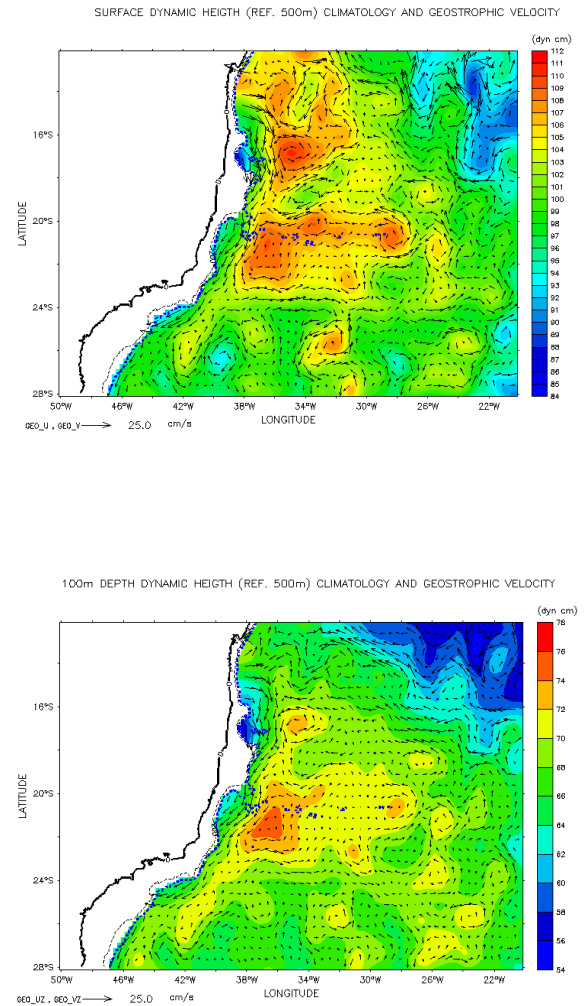 SURFACE DYNAMIC HEIGTH (REF. 500m) CLIMATOLOGY AND GEOSTROPHIC VELOCITY
(dyn cm)
112
111
110
109
108
107
106
105
104
103
102
101
100
99
98
97
96
95
94
93
92
91
90
89
88
87
86
85
84
16°S
20°S
24°S
28°S
LATITUDE
50°W 46°W 42°W 38°W 34°W 30°W 26°W 22°W
LONGITUDE
GEO_U , GEO_V 25.0 cm/s
100m DEPTH DYNAMIC HEIGTH (REF. 500m) CLIMATOLOGY AND GEOSTROPHIC VELOCITY
(dyn cm)
78
76
74
72
70
68
66
64
62
60
58
56
54
16°S
20°S
24°S
28°S
LATITUDE
50°W 46°W 42°W 38°W 34°W 30°W 26°W 22°W
LONGITUDE
GEO_UZ , GEO_VZ 25.0 cm/s